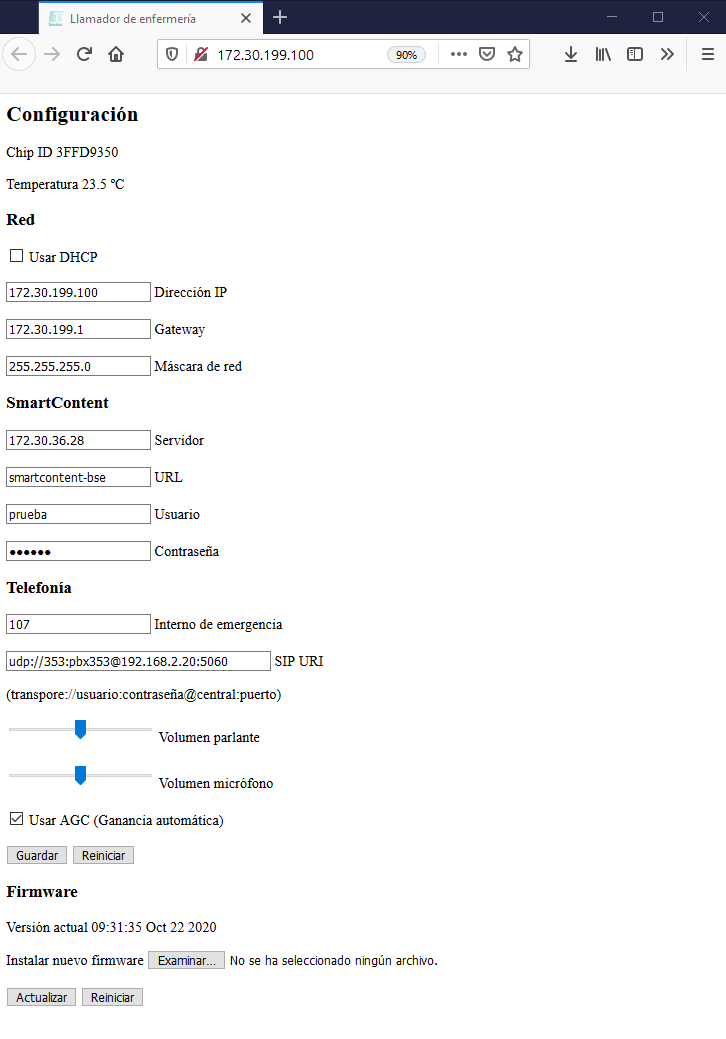 Llamador de enfermería
172.30.199.100 90%
Configuración
Chip ID 3FFD9350
Temperatura 23.5 ºC
Red
Usar DHCP
172.30.199.100 Dirección IP
172.30.199.1 Gateway
255.255.255.0 Máscara de red
SmartContent
172.30.36.28 Servidor
smartcontent-bse URL
prueba Usuario
●●●●●● Contraseña
Telefonía
107 Interno de emergencia
udp://353:pbx353@192.168.2.20:5060 SIP URI
(transpore://usuario:contraseña@central:puerto)
Volumen parlante
Volumen micrófono
Usar AGC (Ganancia automática)
Guardar Reiniciar
Firmware
Versión actual 09:31:35 Oct 22 2020
Instalar nuevo firmware Examinar... No se ha seleccionado ningún archivo.
Actualizar Reiniciar